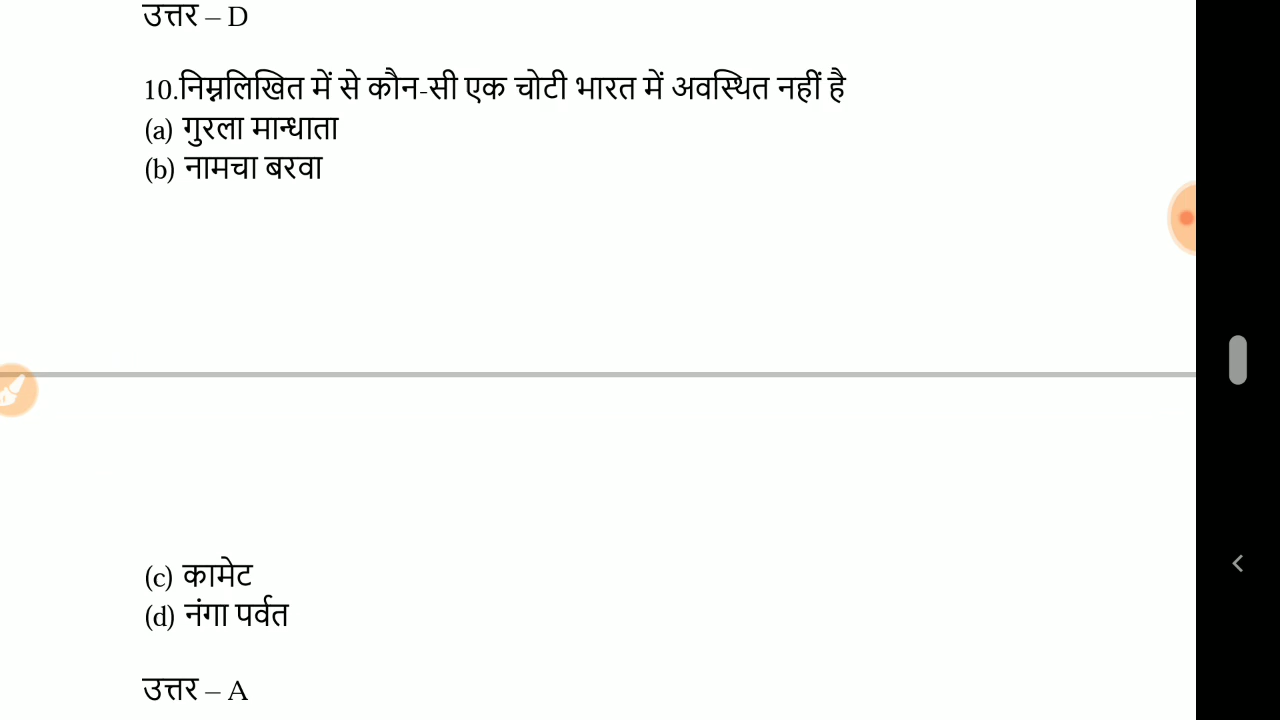 उत्तर – D
10.निम्नलिखित में से कौन-सी एक चोटी भारत में अवस्थित नहीं है
(a) गुरला मान्धाता
(b) नामचा बरवा
(c) कामेट
(d) नंगा पर्वत
उत्तर – A